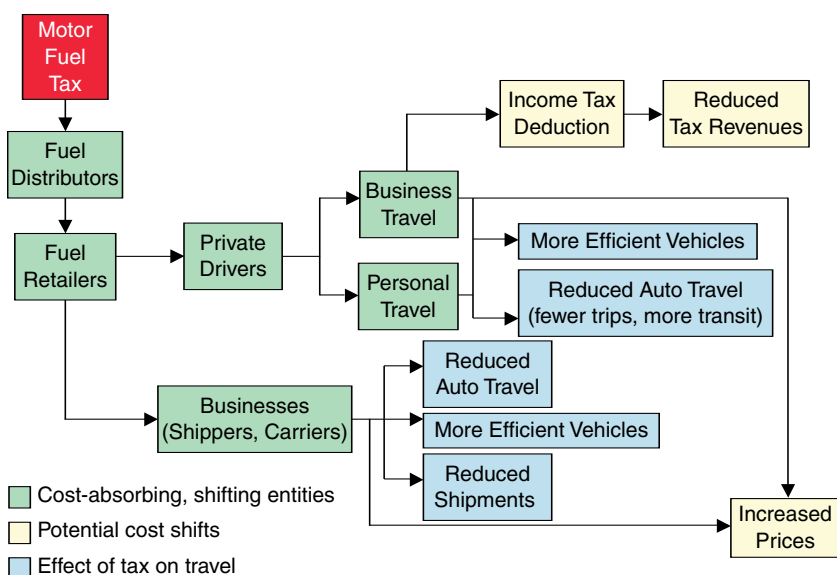 Motor
Fuel
Tax
Fuel
Distributors
Fuel
Retailers
Private
Drivers
Business
Travel
Personal
Travel
Income Tax
Deduction
Reduced
Tax Revenues
More Efficient Vehicles
Reduced Auto Travel
(fewer trips, more transit)
Businesses
(Shippers, Carriers)
Reduced
Auto Travel
More Efficient Vehicles
Reduced
Shipments
Increased
Prices
Cost-absorbing, shifting entities
Potential cost shifts
Effect of tax on travel